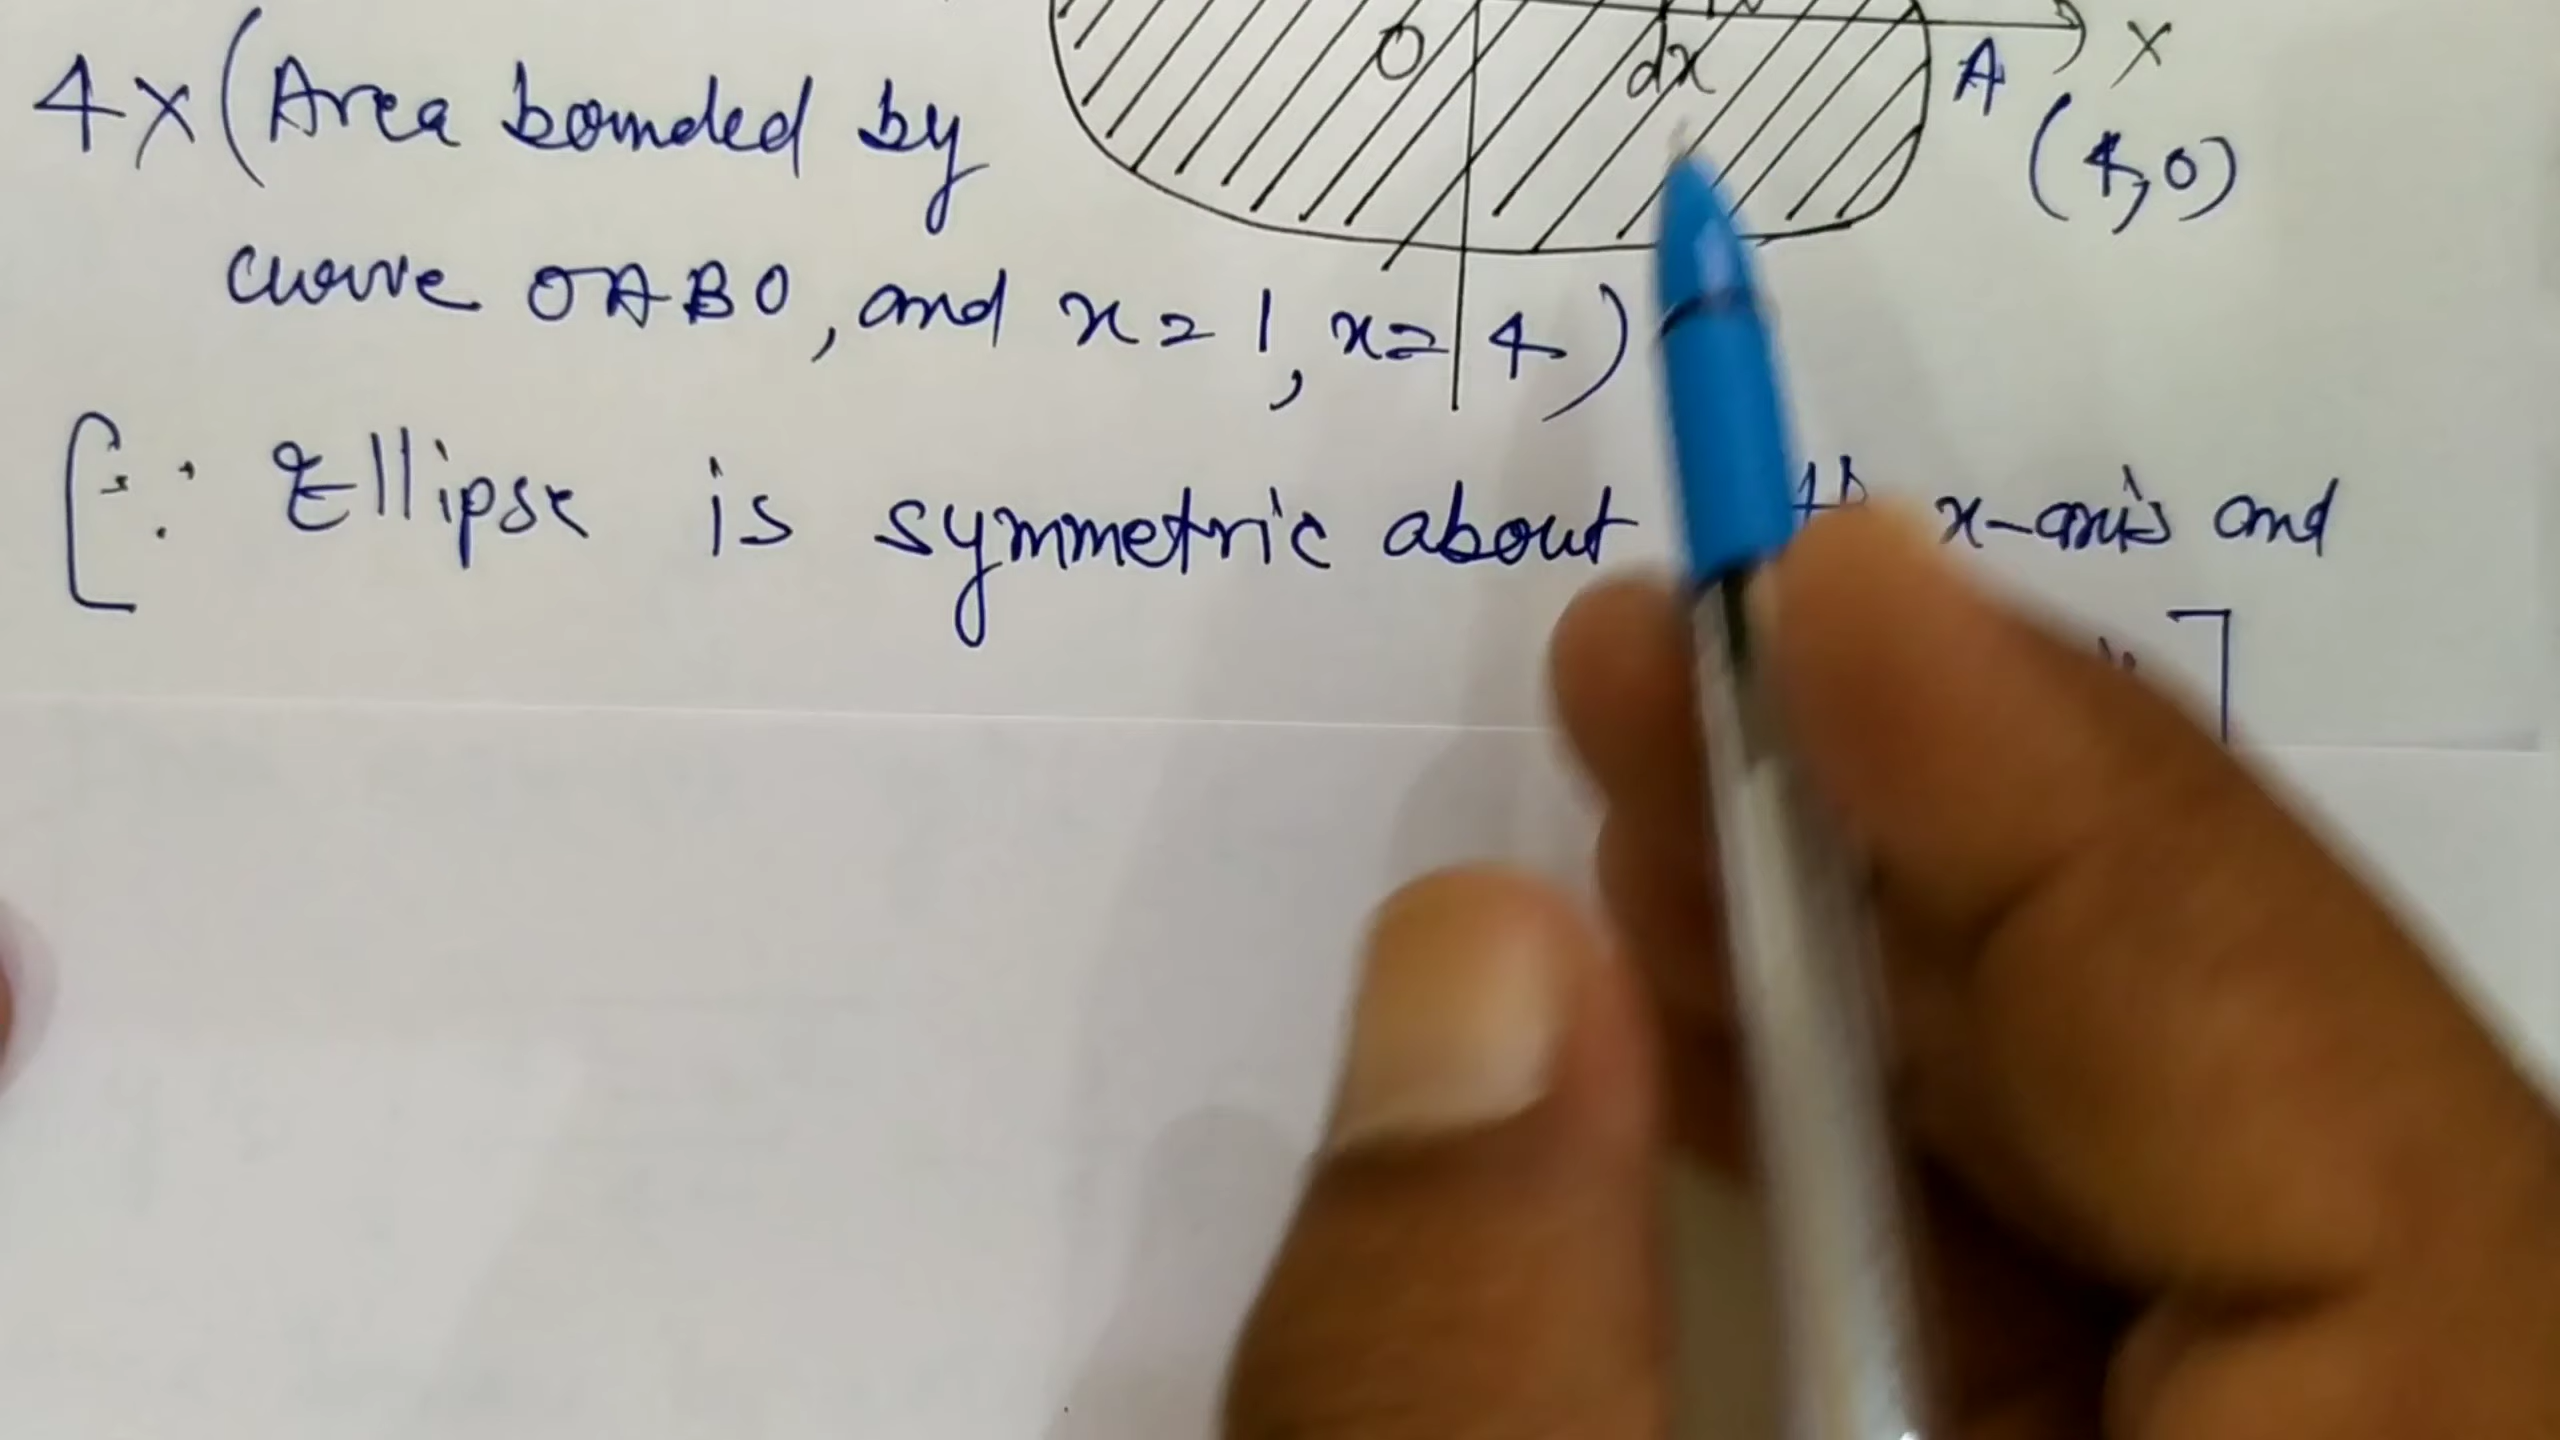 O dx A X
4×(Area bounded by (4,0)
curve OABO, and x=1, x=4)
[∵ Ellipse is symmetric about x-axis and
]